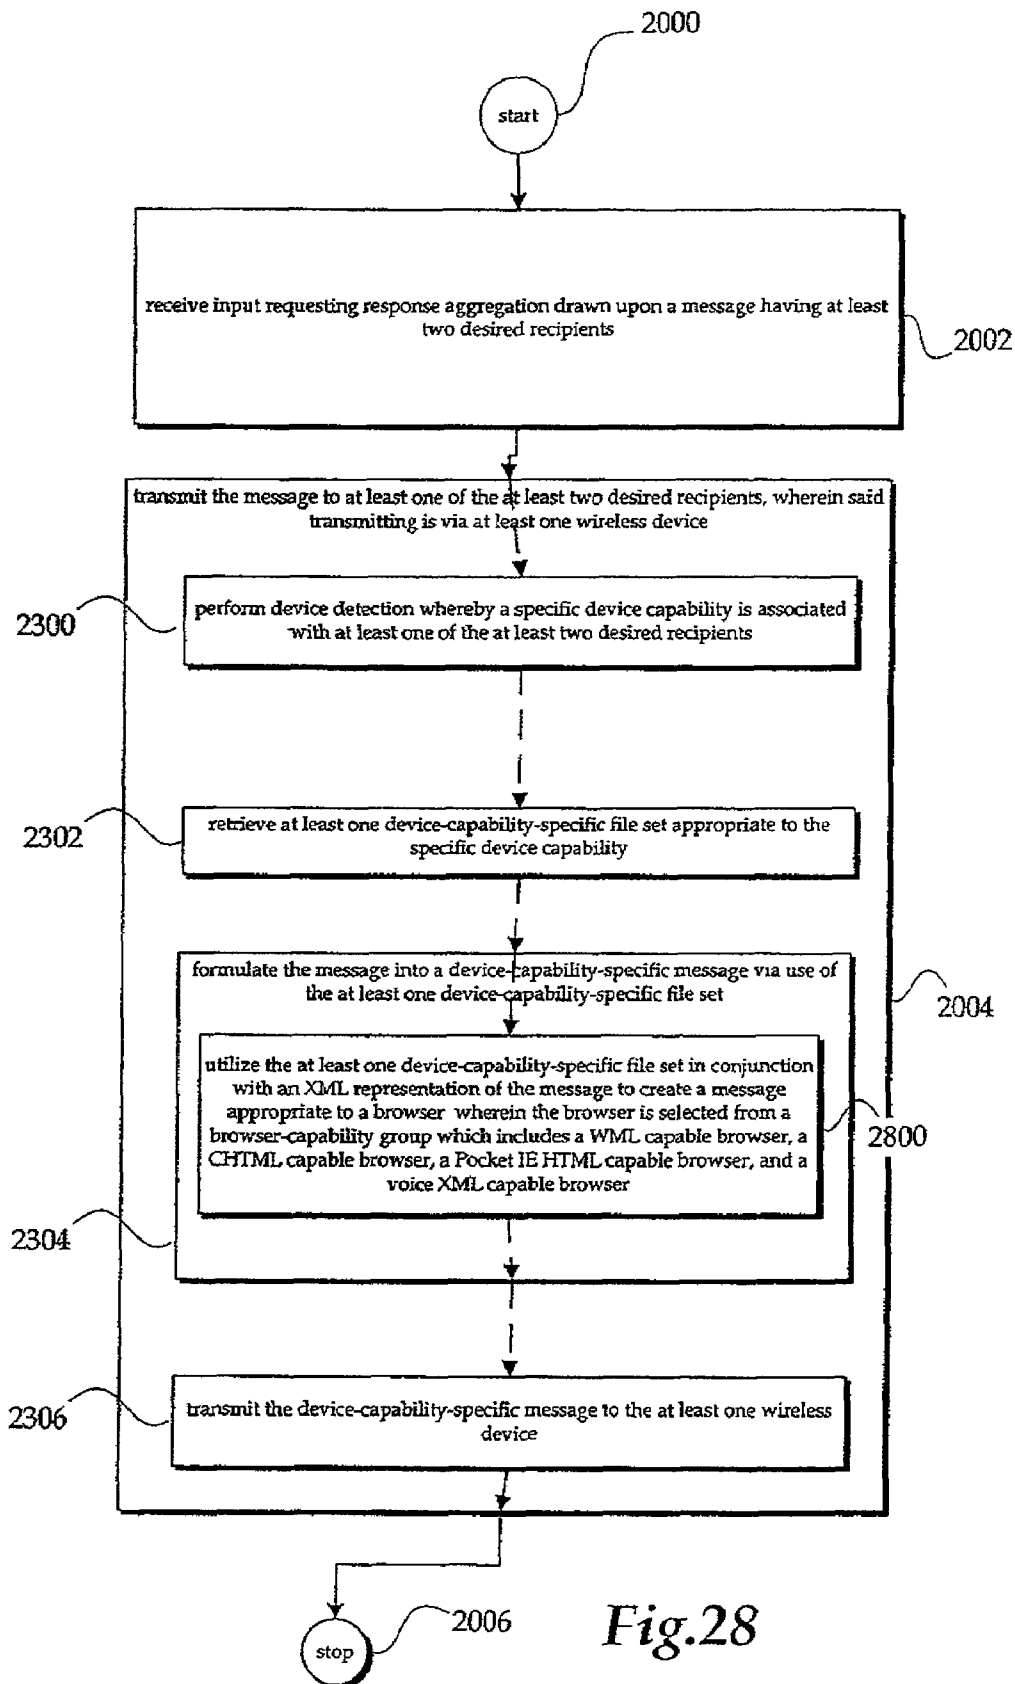 2000
start
receive input requesting response aggregation drawn upon a message having at least
two desired recipients
2002
transmit the message to at least one of the at least two desired recipients, wherein said
transmitting is via at least one wireless device
2300
perform device detection whereby a specific device capability is associated
with at least one of the at least two desired recipients
2302
retrieve at least one device-capability-specific file set appropriate to the
specific device capability
formulate the message into a device-capability-specific message via use of
the at least one device-capability-specific file set
2004
utilize the at least one device-capability-specific file set in conjunction
with an XML representation of the message to create a message
appropriate to a browser wherein the browser is selected from a
browser-capability group which includes a WML capable browser, a
CHTML capable browser, a Pocket IE HTML capable browser, and a
voice XML capable browser
2800
2304
2306
transmit the device-capability-specific message to the at least one wireless
device
2006
stop
Fig.28